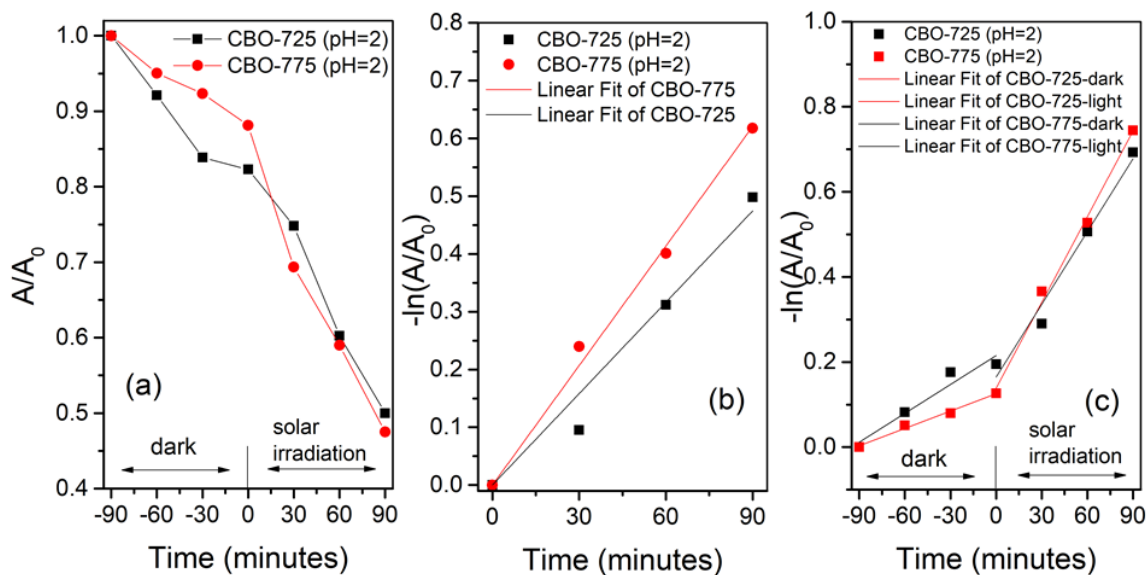 A/A0
1.0
0.9
0.8
0.7
0.6
0.5
0.4
CBO-725 (pH=2)
CBO-775 (pH=2)
(a)
dark
solar
irradiation
-90 -60 -30 0 30 60 90
Time (minutes)
-ln(A/A0)
0.8
0.7
0.6
0.5
0.4
0.3
0.2
0.1
0.0
CBO-725 (pH=2)
CBO-775 (pH=2)
Linear Fit of CBO-775
Linear Fit of CBO-725
(b)
0 30 60 90
Time (minutes)
-ln(A/A0)
1.0
0.8
0.6
0.4
0.2
0.0
CBO-725 (pH=2)
CBO-775 (pH=2)
Linear Fit of CBO-725-dark
Linear Fit of CBO-725-light
Linear Fit of CBO-775-dark
Linear Fit of CBO-775-light
(c)
dark
solar
irradiation
-90 -60 -30 0 30 60 90
Time (minutes)